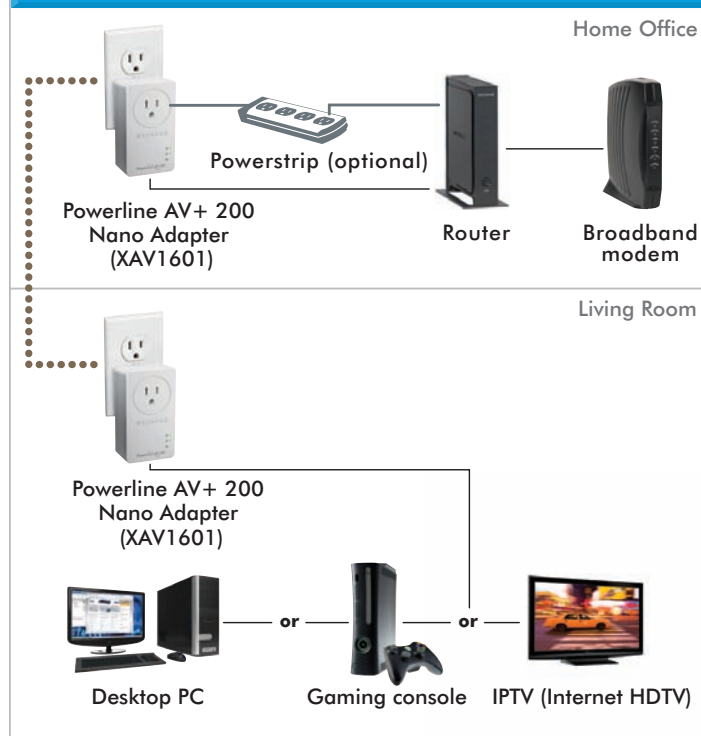 Home Office
Powerstrip (optional)
Powerline AV+ 200
Nano Adapter
(XAV1601)
Router
Broadband
modem
Living Room
Powerline AV+ 200
Nano Adapter
(XAV1601)
or
or
Desktop PC
Gaming console
IPTV (Internet HDTV)